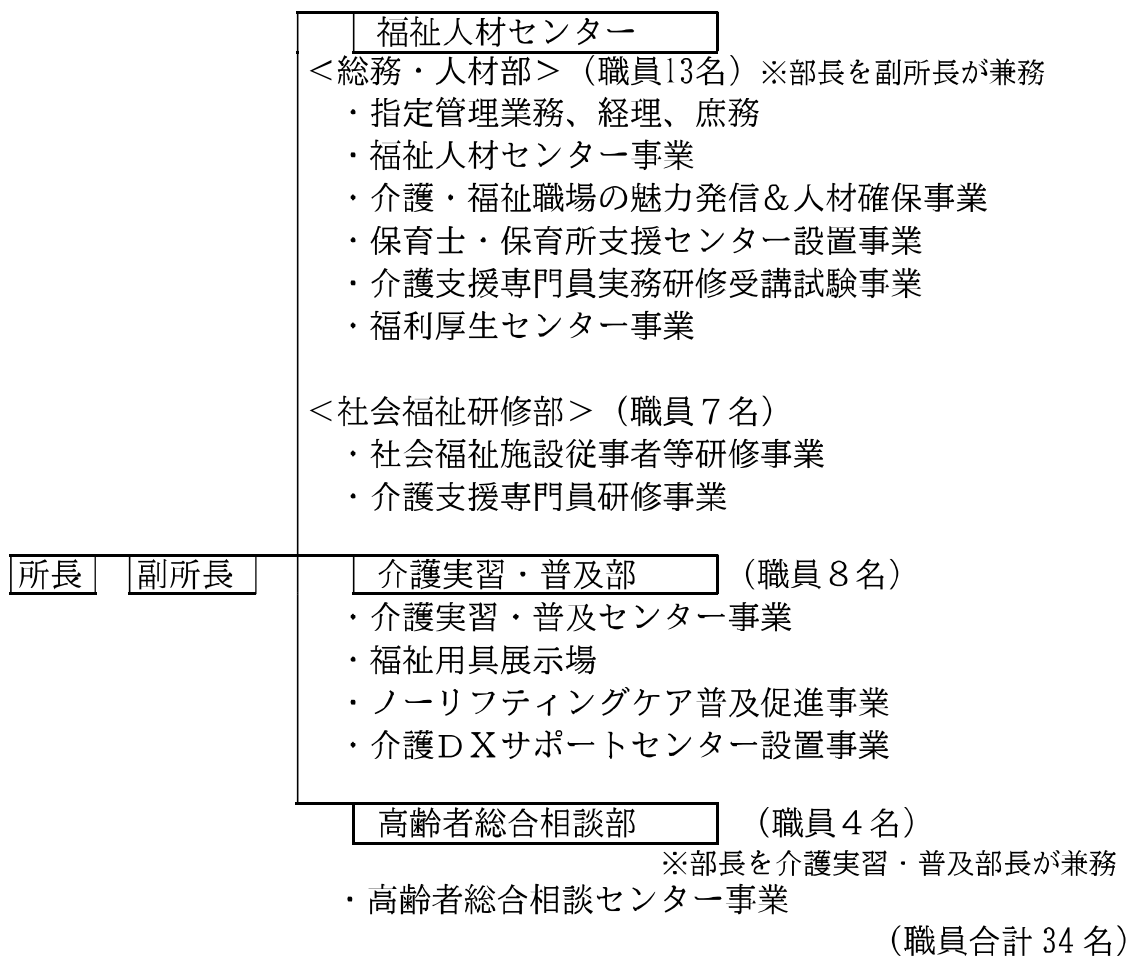 福祉人材センター
＜総務・人材部＞（職員13名）※部長を副所長が兼務
・指定管理業務、経理、庶務
・福祉人材センター事業
・介護・福祉職場の魅力発信＆人材確保事業
・保育士・保育所支援センター設置事業
・介護支援専門員実務研修受講試験事業
・福利厚生センター事業
＜社会福祉研修部＞（職員７名）
・社会福祉施設従事者等研修事業
・介護支援専門員研修事業
所長 副所長 介護実習・普及部 （職員８名）
・介護実習・普及センター事業
・福祉用具展示場
・ノーリフティングケア普及促進事業
・介護ＤＸサポートセンター設置事業
高齢者総合相談部 （職員４名）
※部長を介護実習・普及部長が兼務
・高齢者総合相談センター事業
（職員合計 34 名）